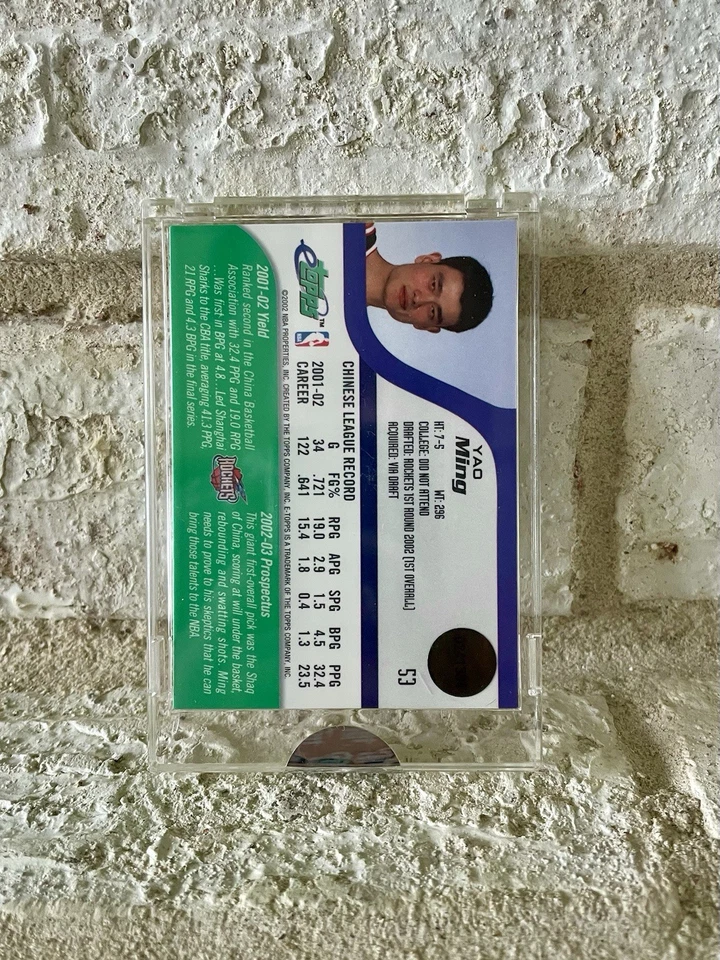 YAO
Ming
HT: 7-5 WT: 296
COLLEGE: DID NOT ATTEND
DRAFTED: ROCKETS 1ST ROUND 2002 (1ST OVERALL)
ACQUIRED: VIA DRAFT
53
CHINESE LEAGUE RECORD
G FG% RPG APG SPG BPG PPG
2001-02 34 .721 19.0 2.9 1.5 4.5 32.4
CAREER 122 .641 15.4 1.8 0.4 1.3 23.5
etopps TM
©2002 NBA PROPERTIES, INC. CREATED BY THE TOPPS COMPANY, INC. E-TOPPS IS A TRADEMARK OF THE TOPPS COMPANY, INC.
2001-02 Yield
Ranked second in the China Basketball
Association with 32.4 PPG and 19.0 RPG
...Was first in BPG at 4.8...Led Shanghai
Sharks to the CBA title, averaging 41.3 PPG,
21 RPG and 4.3 BPG in the final series.
ROCKETS
2002-03 Prospectus
This giant first-overall pick was the Shaq
of China, scoring at will under the basket,
rebounding and swatting shots. Ming
needs to prove to his skeptics that he can
bring those talents to the NBA.